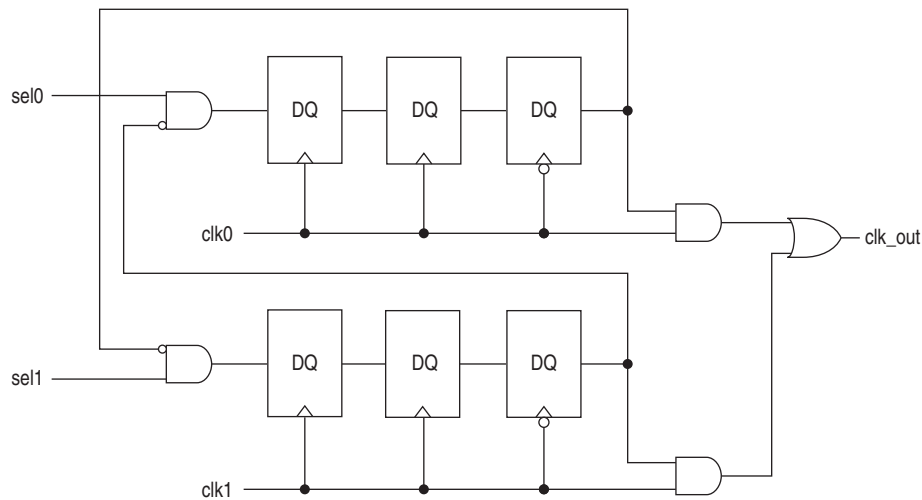 sel0
DQ DQ DQ
clk0
clk_out
sel1
DQ DQ DQ
clk1